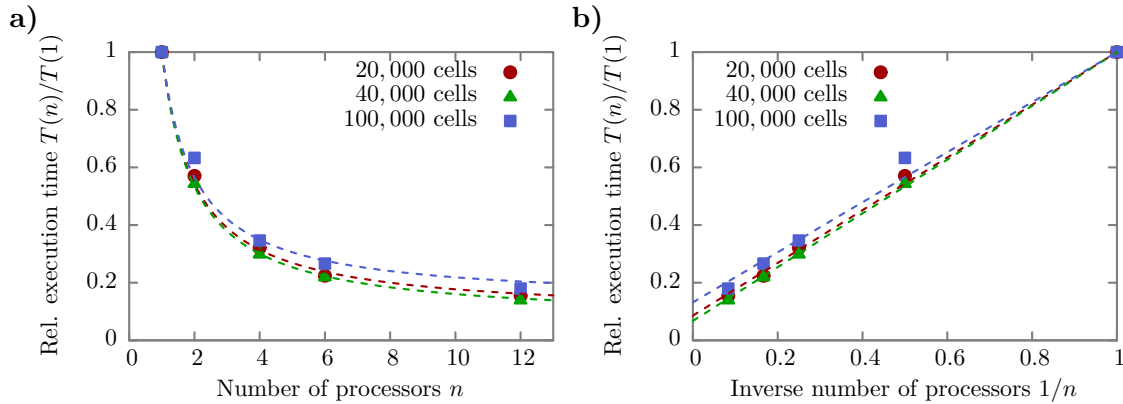 a)
Rel. execution time T(n)/T(1)
1
0.8
0.6
0.4
0.2
0
0 2 4 6 8 10 12
Number of processors n
20,000 cells
40,000 cells
100,000 cells
b)
Rel. execution time T(n)/T(1)
1
0.8
0.6
0.4
0.2
0
0 0.2 0.4 0.6 0.8 1
Inverse number of processors 1/n
20,000 cells
40,000 cells
100,000 cells